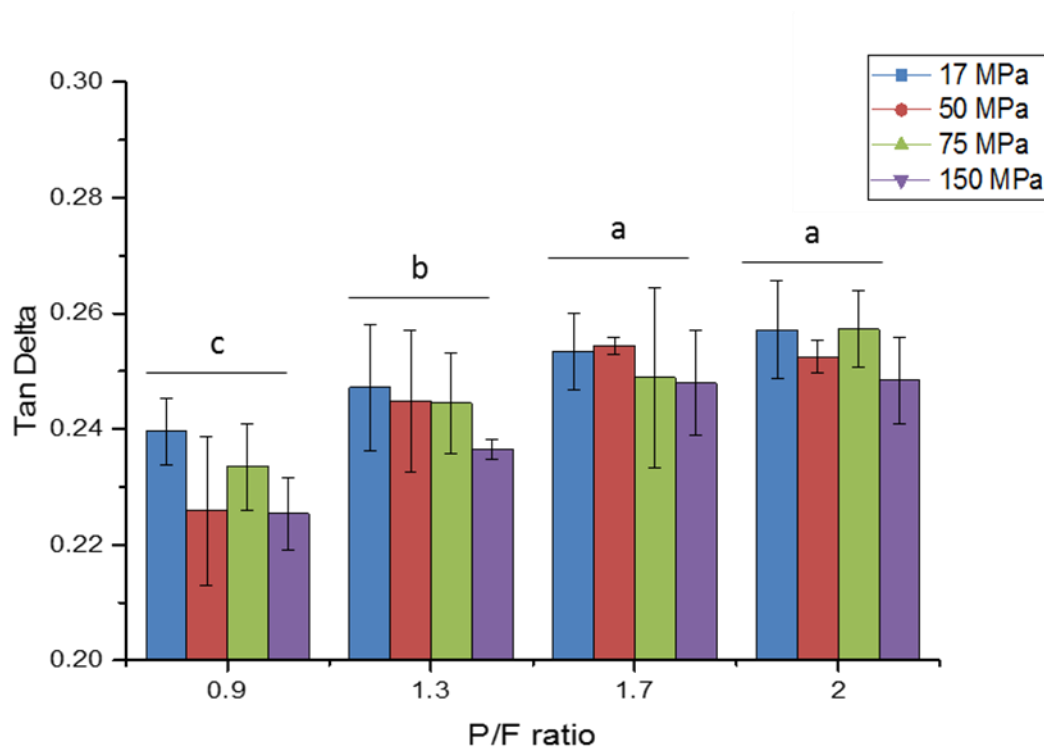 17 MPa
50 MPa
75 MPa
150 MPa
0.30
0.28
0.26
0.24
0.22
0.20
Tan Delta
c
b
a
a
0.9
1.3
1.7
2
P/F ratio